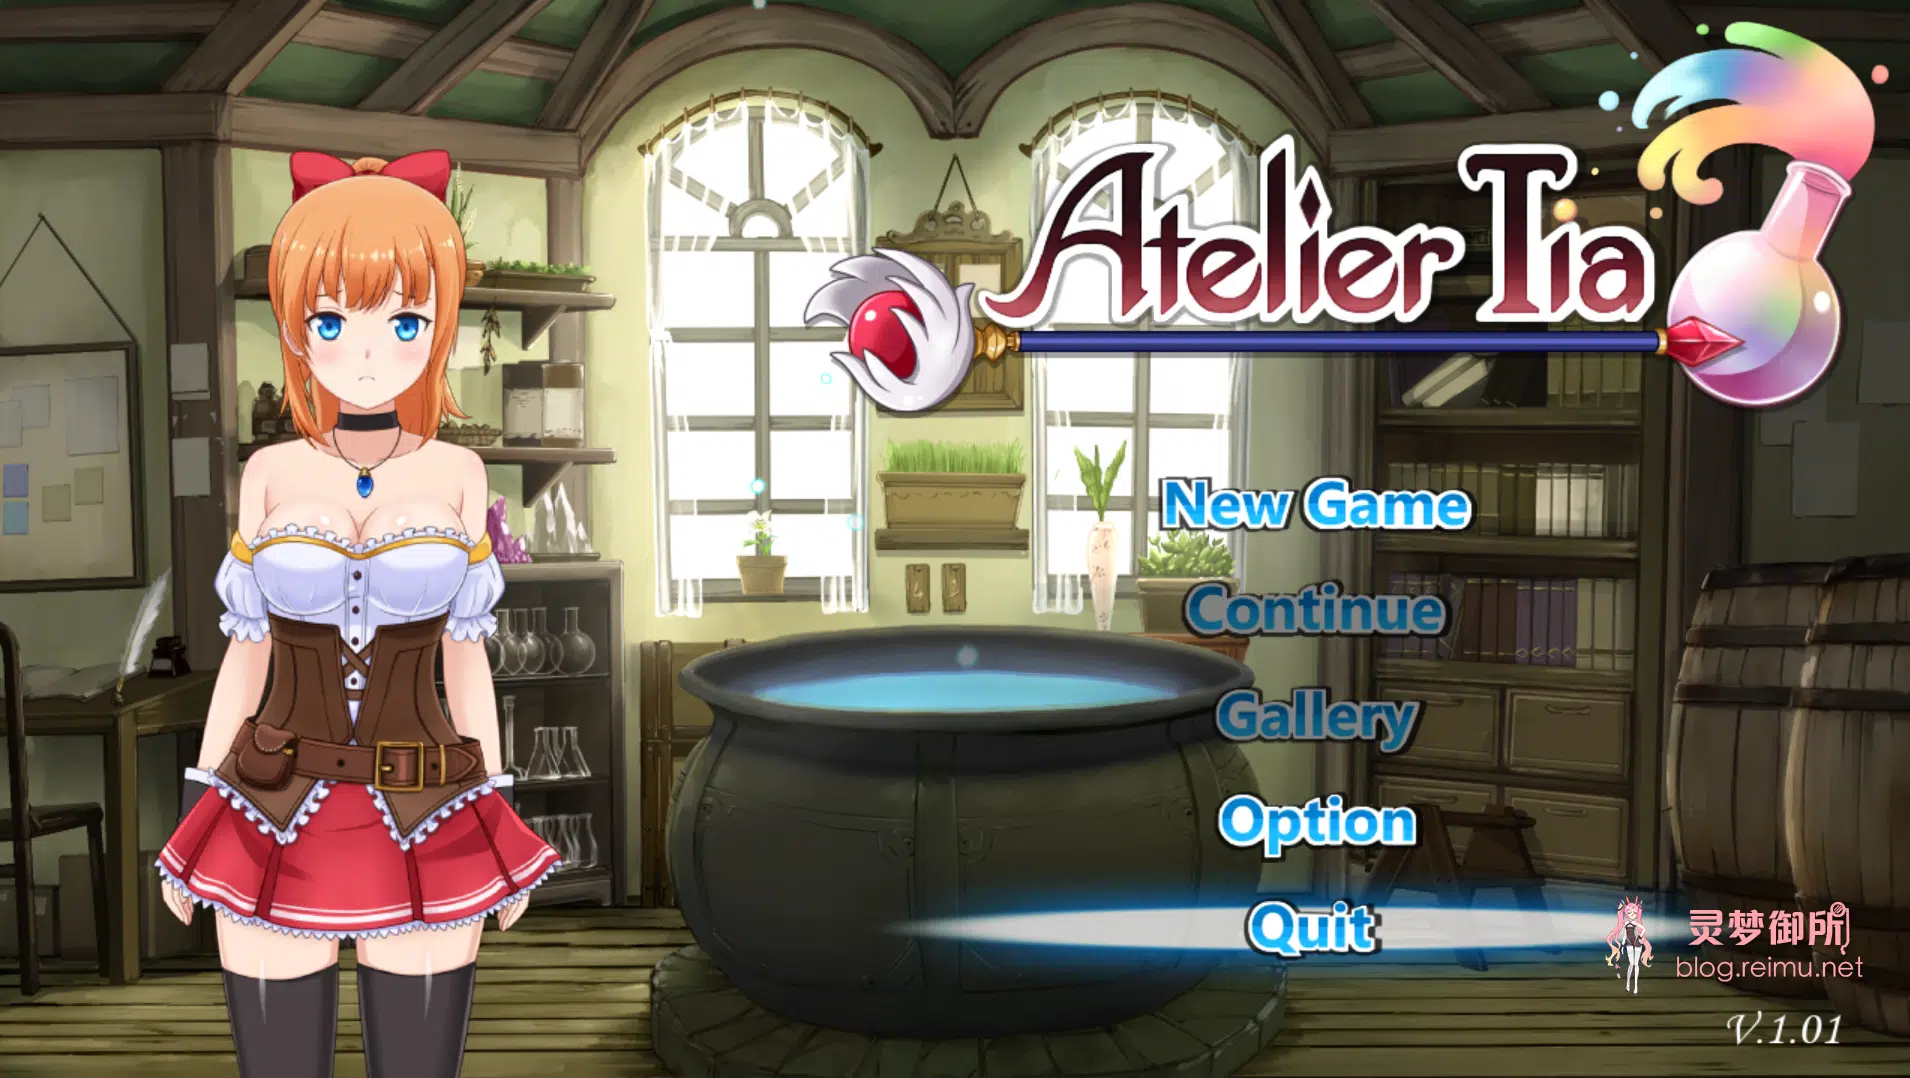 Atelier Tia
New Game
Continue
Gallery
Option
Quit
灵梦御所
blog.reimu.net
V.1.01